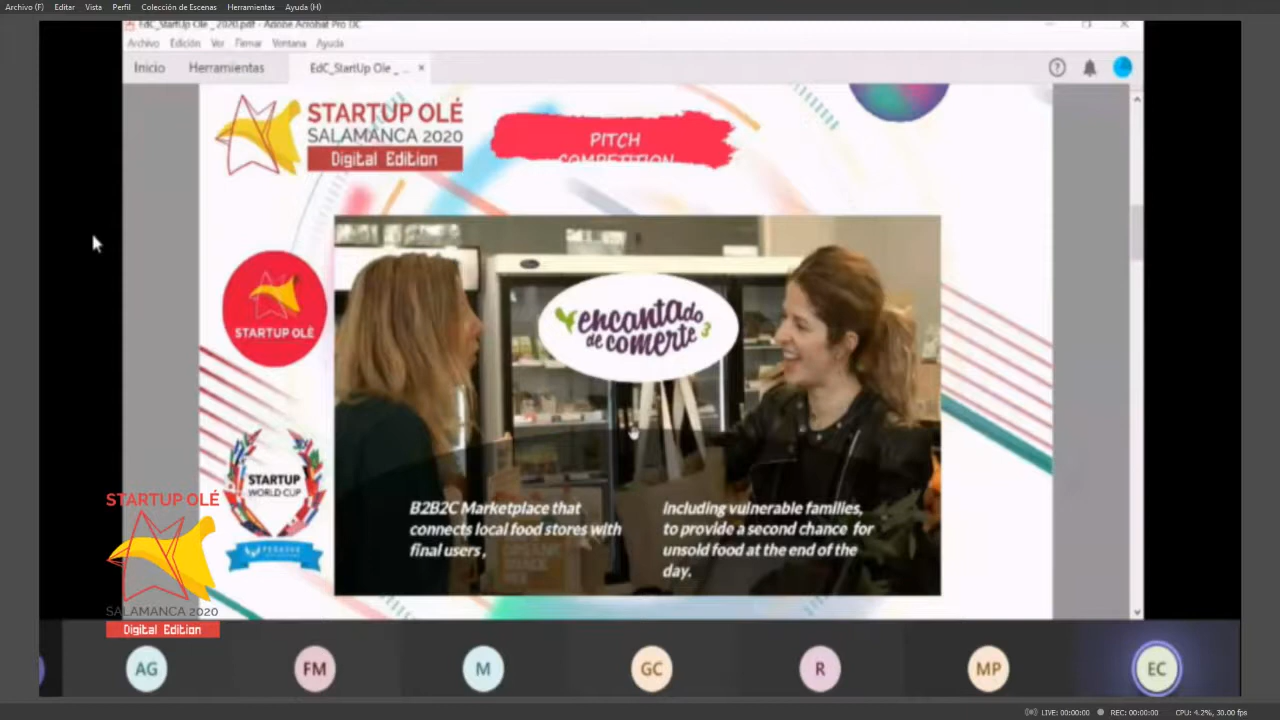 Archivo (F) Editar Vista Perfil Colección de Escenas Herramientas Ayuda (H)
EdC_StartUp Ole _ 2020.pdf - Adobe Acrobat Pro DC
Archivo Edición Ver Firmar Ventana Ayuda
Inicio Herramientas EdC_StartUp Ole _ ... ×
STARTUP OLÉ
SALAMANCA 2020
Digital Edition
PITCH
COMPETITION
STARTUP OLÉ
encantado
de comerte
STARTUP
WORLD CUP
PEGASUS
B2B2C Marketplace that
connects local food stores with
final users ,
Including vulnerable families,
to provide a second chance for
unsold food at the end of the
day.
STARTUP OLÉ
SALAMANCA 2020
Digital Edition
AG FM M GC R MP EC
LIVE: 00:00:00 REC: 00:00:00 CPU: 4.2%, 30.00 fps